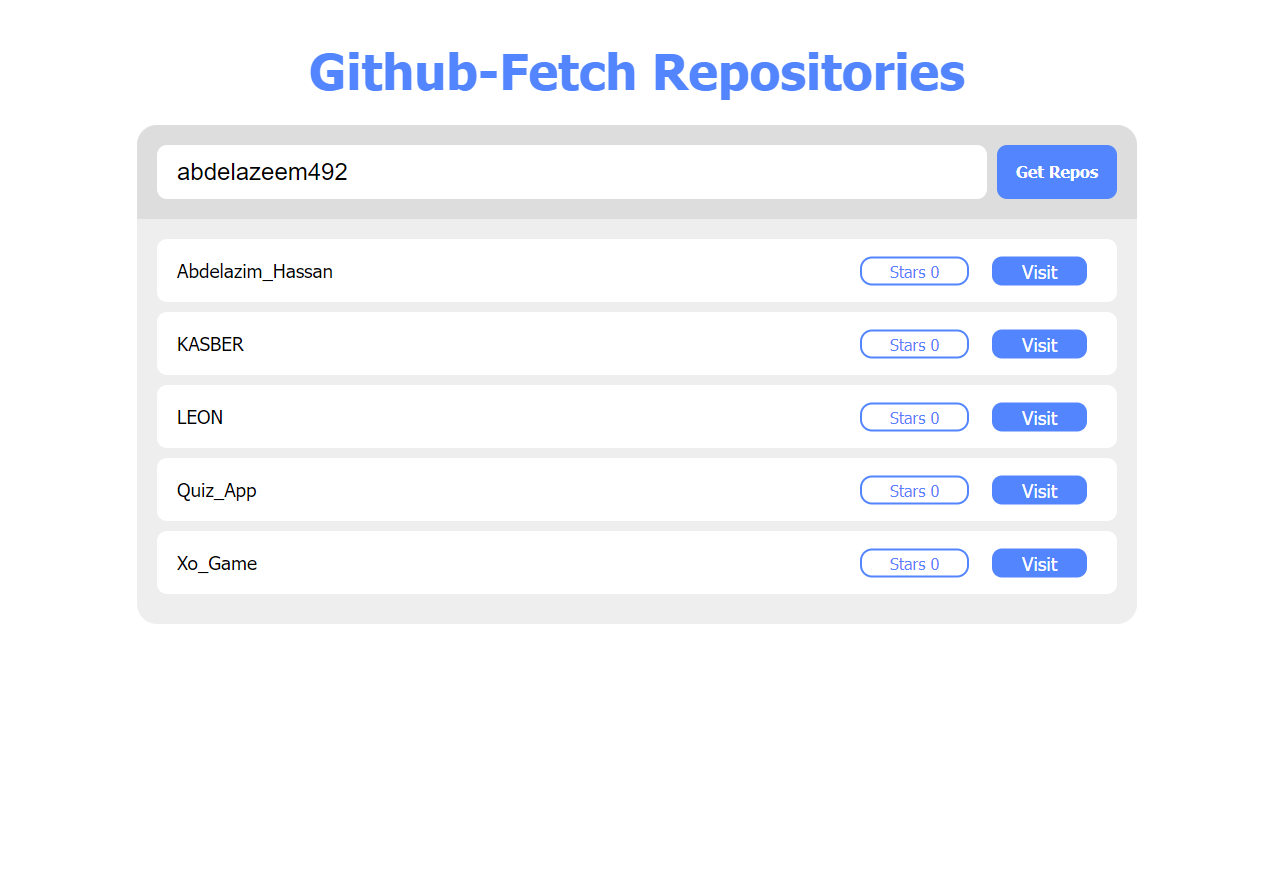 Github-Fetch Repositories
abdelazeem492 Get Repos
Abdelazim_Hassan Stars 0 Visit
KASBER Stars 0 Visit
LEON Stars 0 Visit
Quiz_App Stars 0 Visit
Xo_Game Stars 0 Visit